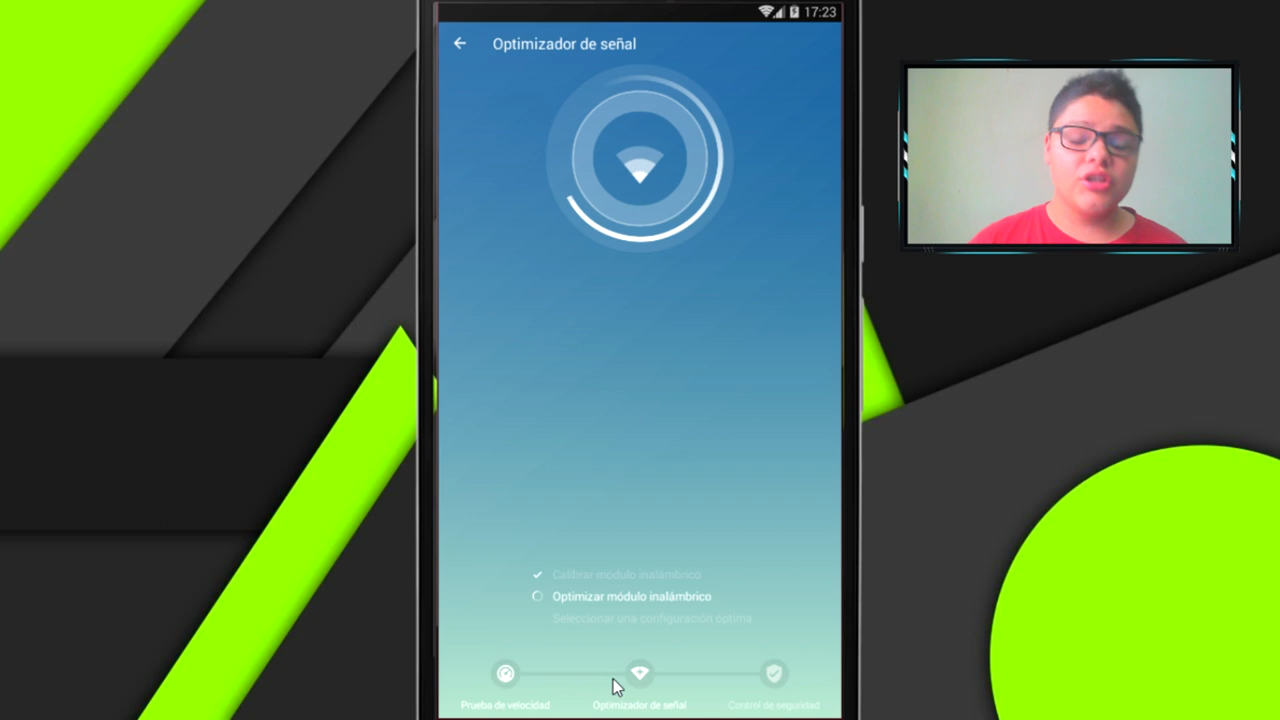 17:23
Optimizador de señal
Calibrar módulo inalámbrico
Optimizar módulo inalámbrico
Seleccionar una configuración óptima
Prueba de velocidad
Optimizador de señal
Control de seguridad